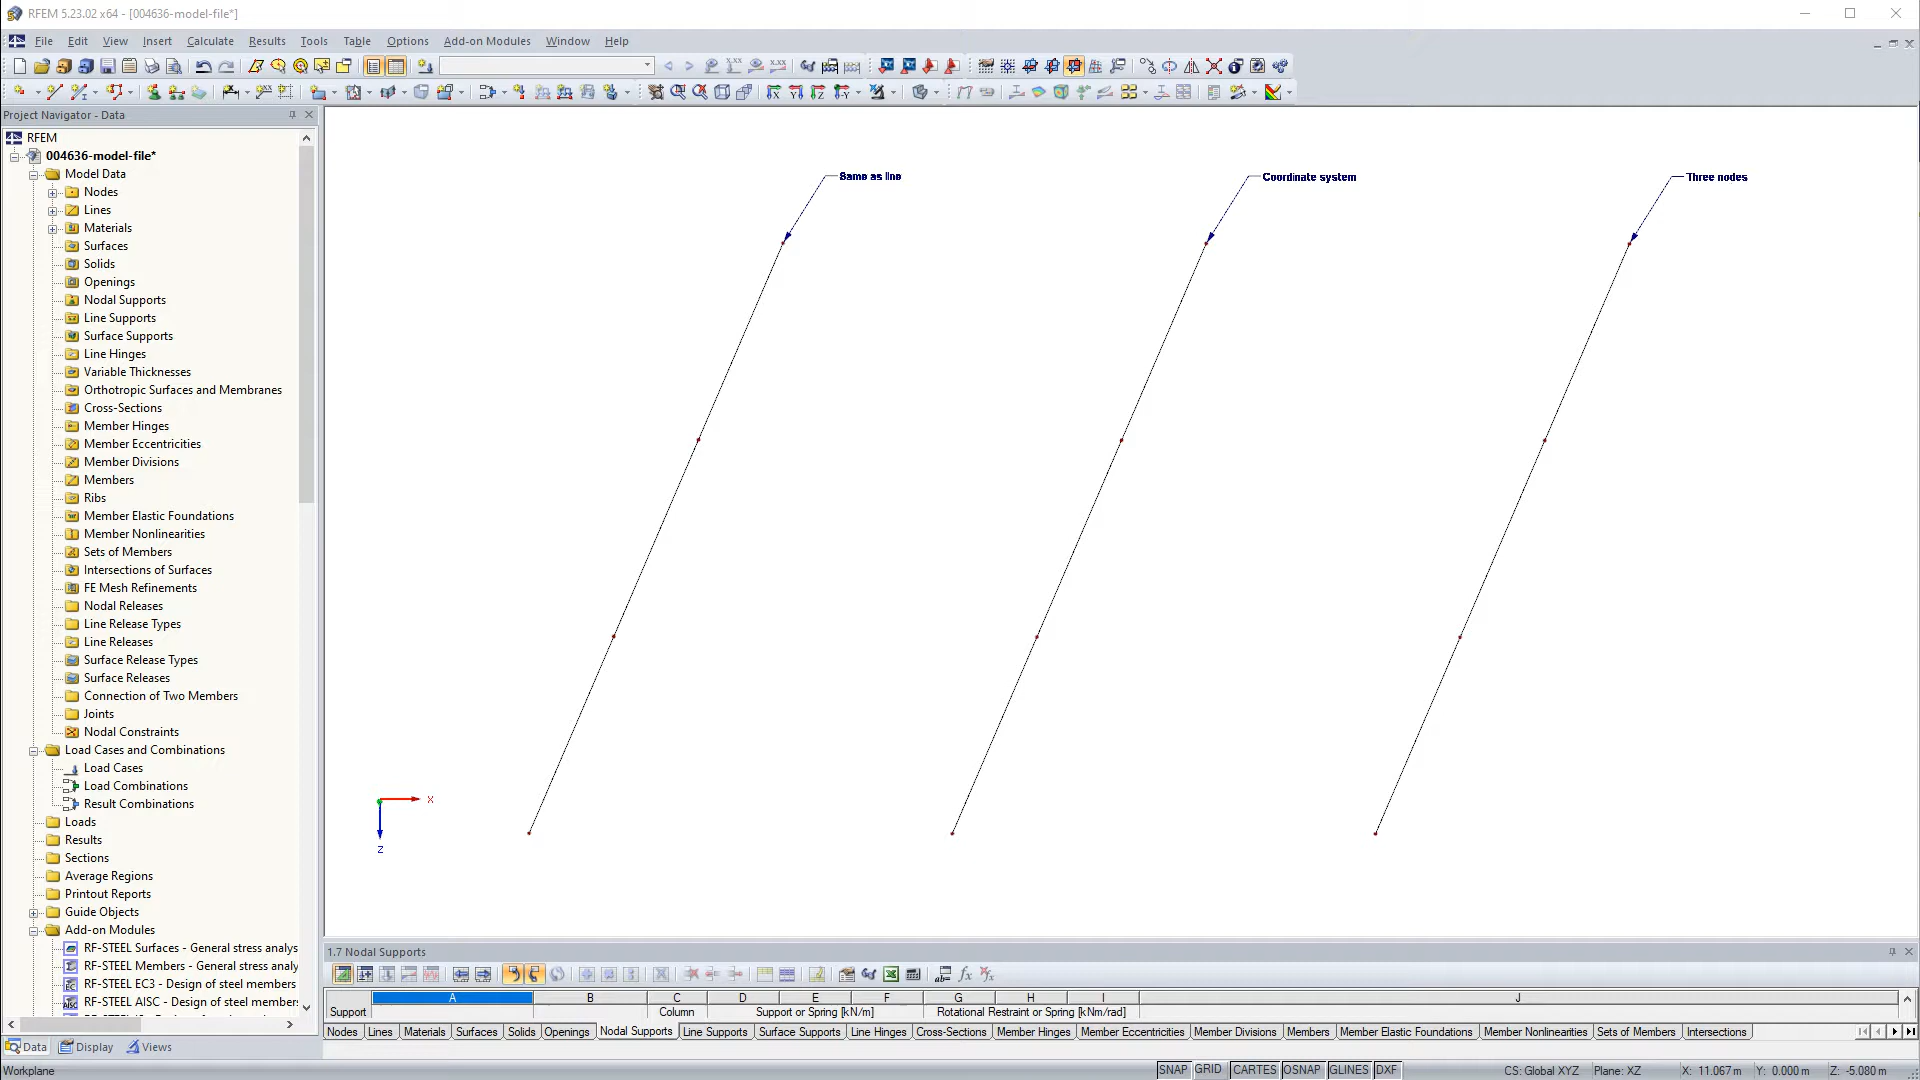 RFEM 5.23.02 x64 - [004636-model-file*]
File Edit View Insert Calculate Results Tools Table Options Add-on Modules Window Help
Project Navigator - Data
RFEM
004636-model-file*
Model Data
Nodes
Lines
Materials
Surfaces
Solids
Openings
Nodal Supports
Line Supports
Surface Supports
Line Hinges
Variable Thicknesses
Orthotropic Surfaces and Membranes
Cross-Sections
Member Hinges
Member Eccentricities
Member Divisions
Members
Ribs
Member Elastic Foundations
Member Nonlinearities
Sets of Members
Intersections of Surfaces
FE Mesh Refinements
Nodal Releases
Line Release Types
Line Releases
Surface Release Types
Surface Releases
Connection of Two Members
Joints
Nodal Constraints
Load Cases and Combinations
Load Cases
Load Combinations
Result Combinations
Loads
Results
Sections
Average Regions
Printout Reports
Guide Objects
Add-on Modules
RF-STEEL Surfaces - General stress analys
RF-STEEL Members - General stress analy
RF-STEEL EC3 - Design of steel members
RF-STEEL AISC - Design of steel members
Data Display Views
Same as line
Coordinate system
Three nodes
X
Z
1.7 Nodal Supports
A B C D E F G H I J
Support Column Support or Spring [kN/m] Rotational Restraint or Spring [kNm/rad]
Nodes Lines Materials Surfaces Solids Openings Nodal Supports Line Supports Surface Supports Line Hinges Cross-Sections Member Hinges Member Eccentricities Member Divisions Members Member Elastic Foundations Member Nonlinearities Sets of Members Intersections
Workplane
SNAP GRID CARTES OSNAP GLINES DXF CS: Global XYZ Plane: XZ X: 11.067 m Y: 0.000 m Z: -5.080 m